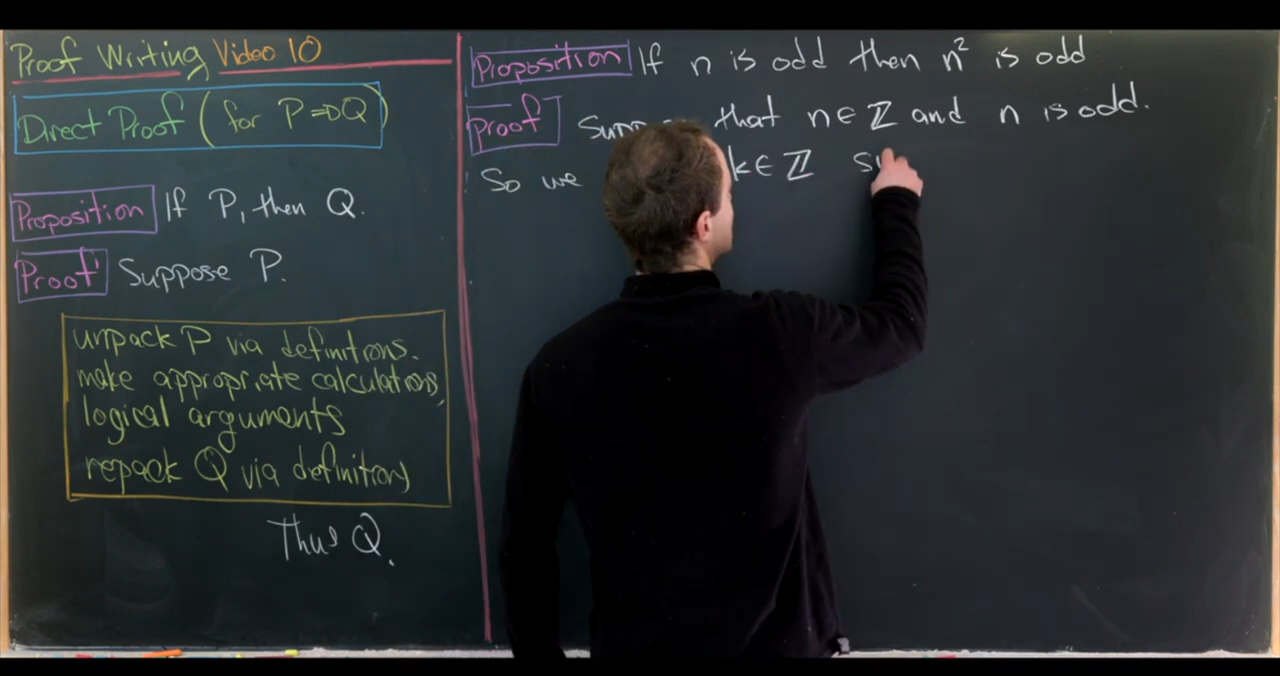 Proof Writing Video 10
Direct Proof (for P⇒Q)
Proposition If P, then Q.
Proof Suppose P.
unpack P via definitions.
make appropriate calculations,
logical arguments
repack Q via definitions
Thus Q.
Proposition If n is odd then n² is odd
Proof that n∈ℤ and n is odd.
So we k∈ℤ